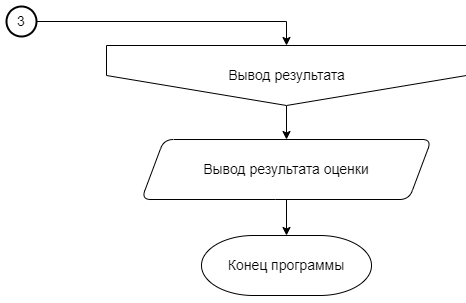 3
Вывод результата
Вывод результата оценки
Конец программы